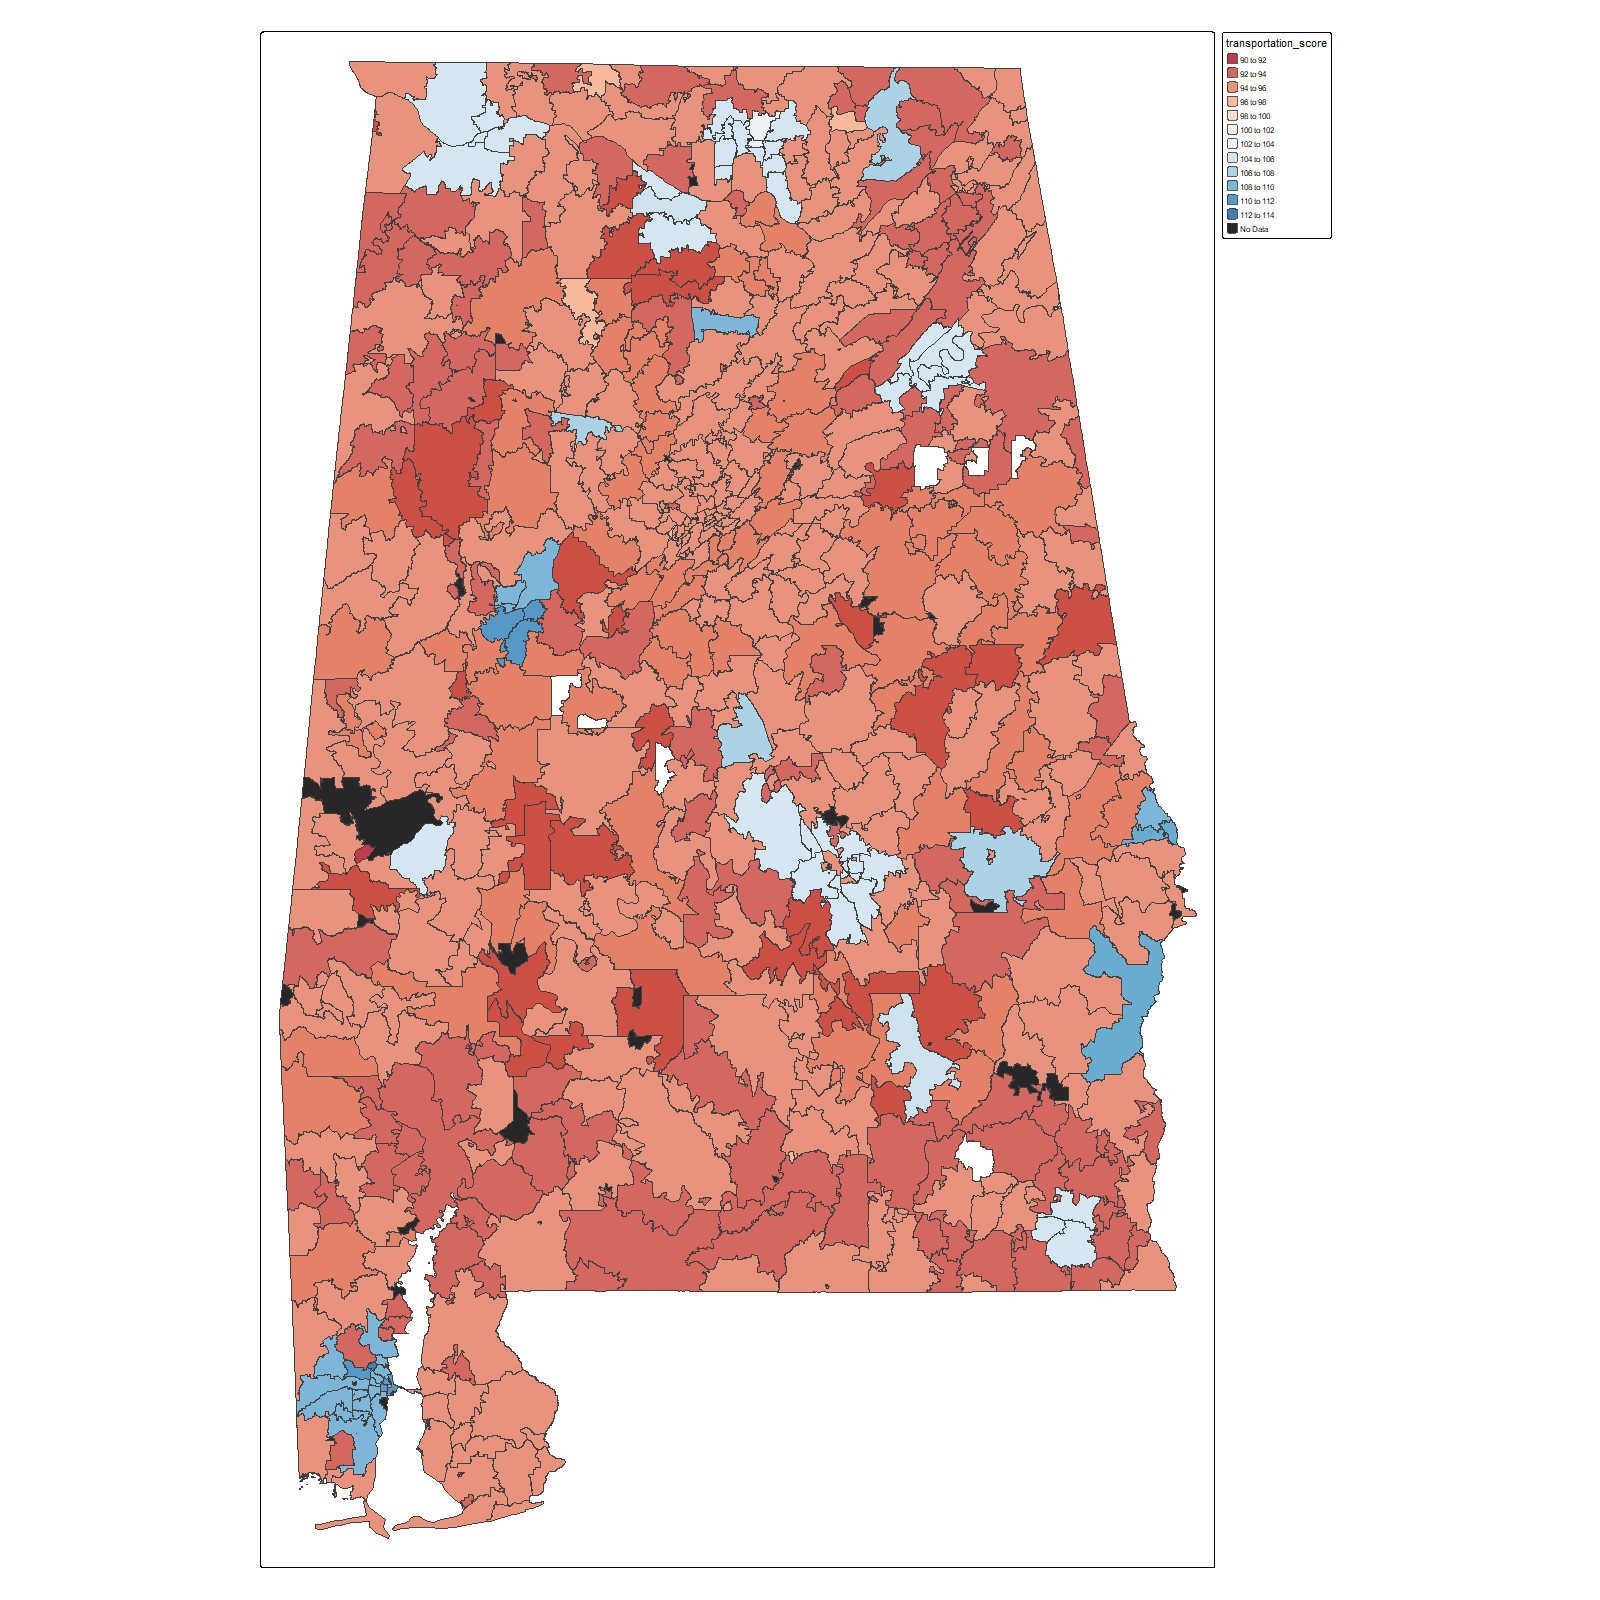 transportation_score
90 to 92
92 to 94
94 to 96
96 to 98
98 to 100
100 to 102
102 to 104
104 to 106
106 to 108
108 to 110
110 to 112
112 to 114
No Data